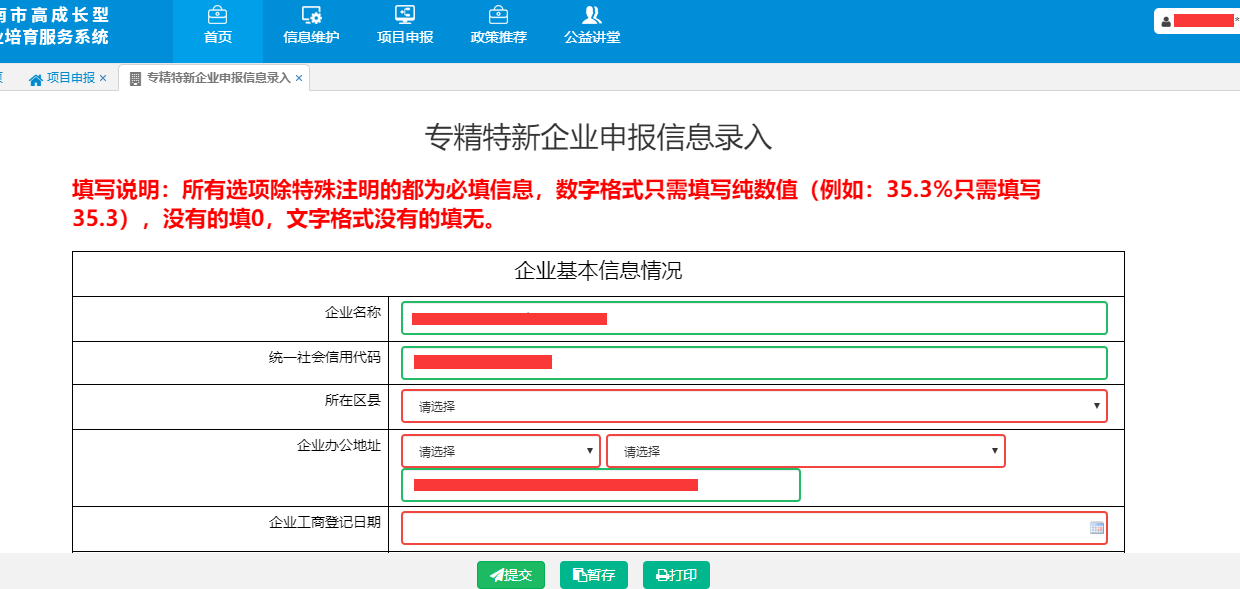 南市高成长型
业培育服务系统
首页
信息维护
项目申报
政策推荐
公益讲堂
*
项目申报 ×
专精特新企业申报信息录入 ×
专精特新企业申报信息录入
填写说明：所有选项除特殊注明的都为必填信息，数字格式只需填写纯数值（例如：35.3%只需填写
35.3），没有的填0，文字格式没有的填无。
企业基本信息情况
企业名称
统一社会信用代码
所在区县
请选择
企业办公地址
请选择
请选择
企业工商登记日期
提交
暂存
打印